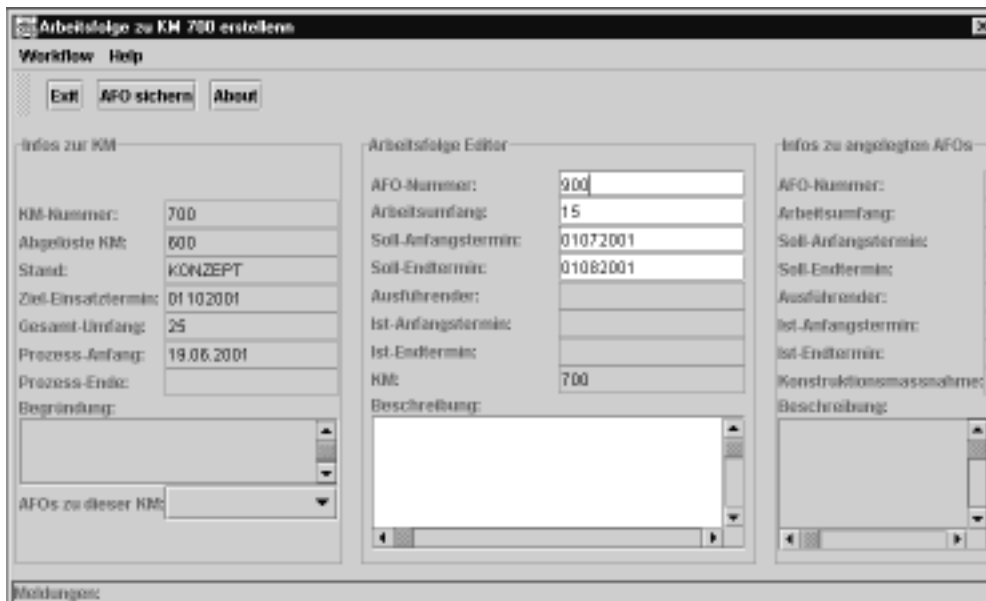 Arbeitsfolge zu KM 700 erstellenn
Workflow Help
Exit AFO sichern About
Infos zur KM
KM-Nummer: 700
Abgelöste KM: 600
Stand: KONZEPT
Ziel-Einsatztermin: 01102001
Gesamt-Umfang: 25
Prozess-Anfang: 19.06.2001
Prozess-Ende:
Begründung:
AFOs zu dieser KM:
Arbeitsfolge Editor
AFO-Nummer: 900
Arbeitsumfang: 15
Soll-Anfangstermin: 01072001
Soll-Endtermin: 01082001
Ausführender:
Ist-Anfangstermin:
Ist-Endtermin:
KM: 700
Beschreibung:
Infos zu angelegten AFOs
AFO-Nummer:
Arbeitsumfang:
Soll-Anfangstermin:
Soll-Endtermin:
Ausführender:
Ist-Anfangstermin:
Ist-Endtermin:
Konstruktionsmassnahme:
Beschreibung:
Meldungen: